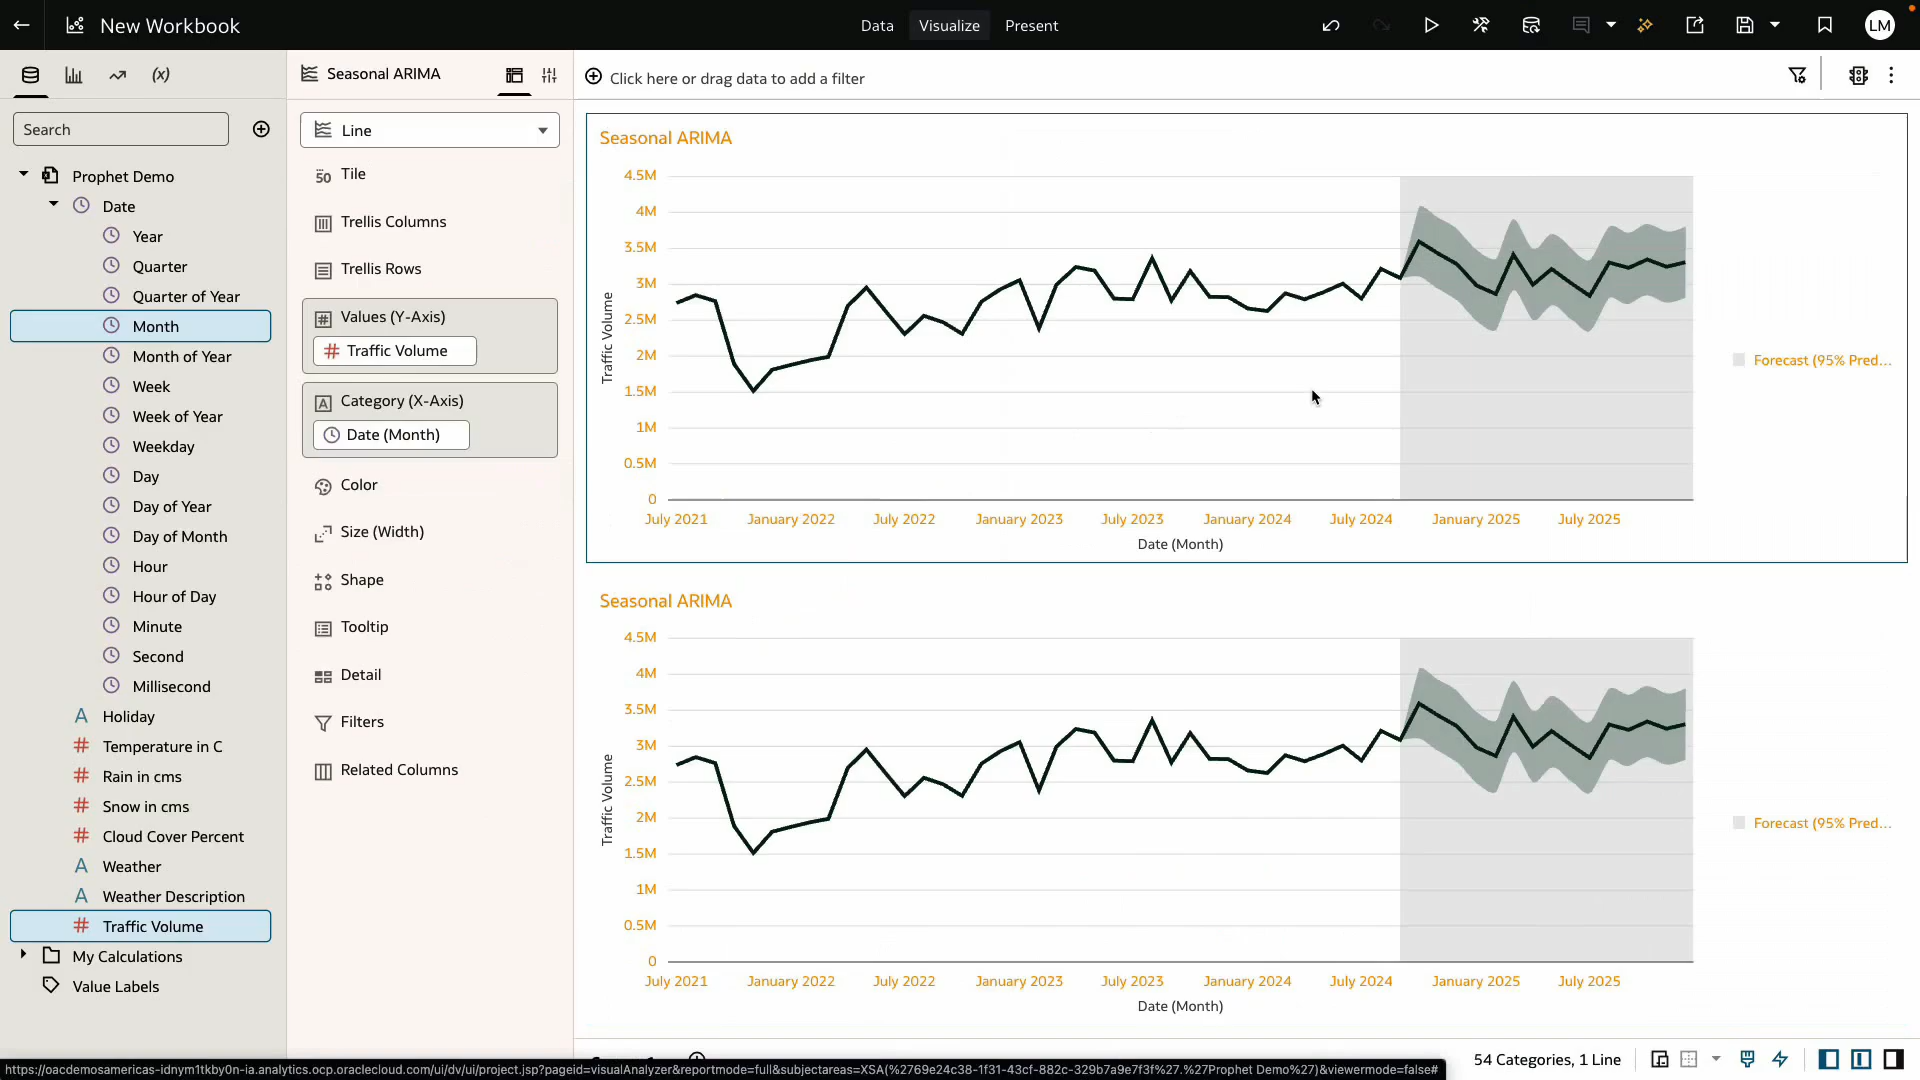 New Workbook
Data
Visualize
Present
LM
(x)
Seasonal ARIMA
Click here or drag data to add a filter
Search
Prophet Demo
Date
Year
Quarter
Quarter of Year
Month
Month of Year
Week
Week of Year
Weekday
Day
Day of Year
Day of Month
Hour
Hour of Day
Minute
Second
Millisecond
A Holiday
# Temperature in C
# Rain in cms
# Snow in cms
# Cloud Cover Percent
A Weather
A Weather Description
# Traffic Volume
My Calculations
Value Labels
Line
50 Tile
Trellis Columns
Trellis Rows
# Values (Y-Axis)
# Traffic Volume
A Category (X-Axis)
Date (Month)
Color
Size (Width)
Shape
Tooltip
Detail
Filters
Related Columns
Seasonal ARIMA
4.5M
4M
3.5M
3M
2.5M
2M
1.5M
1M
0.5M
0
Traffic Volume
July 2021 January 2022 July 2022 January 2023 July 2023 January 2024 July 2024 January 2025 July 2025
Date (Month)
Forecast (95% Pred...
Seasonal ARIMA
4.5M
4M
3.5M
3M
2.5M
2M
1.5M
1M
0.5M
0
Traffic Volume
July 2021 January 2022 July 2022 January 2023 July 2023 January 2024 July 2024 January 2025 July 2025
Date (Month)
Forecast (95% Pred...
54 Categories, 1 Line
https://oacdemosamericas-idnym1tkby0n-ia.analytics.ocp.oraclecloud.com/ui/dv/ui/project.jsp?pageid=visualAnalyzer&reportmode=full&subjectareas=XSA(%2769e24c38-1f31-43cf-882c-329b7a9e7f3f%27.%27Prophet Demo%27)&viewermode=false#